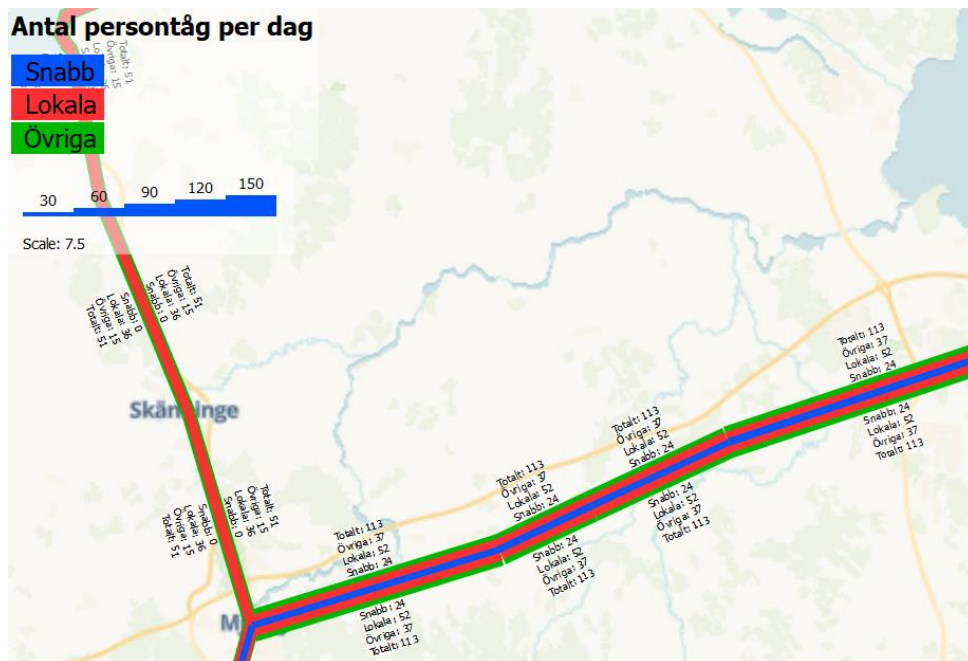 Antal persontåg per dag
Snabb
Lokala
Övriga
30 60 90 120 150
Scale: 7.5
Totalt: 51
Övriga: 15
Totalt: 51
Övriga: 15
Lokala: 36
Snabb: 0
Snabb: 0
Lokala: 36
Övriga: 15
Totalt: 51
Skänninge
Totalt: 51
Övriga: 15
Lokala: 36
Snabb: 0
Snabb: 0
Lokala: 36
Övriga: 15
Totalt: 51
Totalt: 113
Övriga: 37
Lokala: 52
Snabb: 24
Snabb: 24
Lokala: 52
Övriga: 37
Totalt: 113
Totalt: 113
Övriga: 37
Lokala: 52
Snabb: 24
Snabb: 24
Lokala: 52
Övriga: 37
Totalt: 113
Totalt: 113
Övriga: 37
Lokala: 52
Snabb: 24
Snabb: 24
Lokala: 52
Övriga: 37
Totalt: 113
Totalt: 113
Övriga: 37
Lokala: 52
Snabb: 24
Snabb: 24
Lokala: 52
Övriga: 37
Totalt: 113